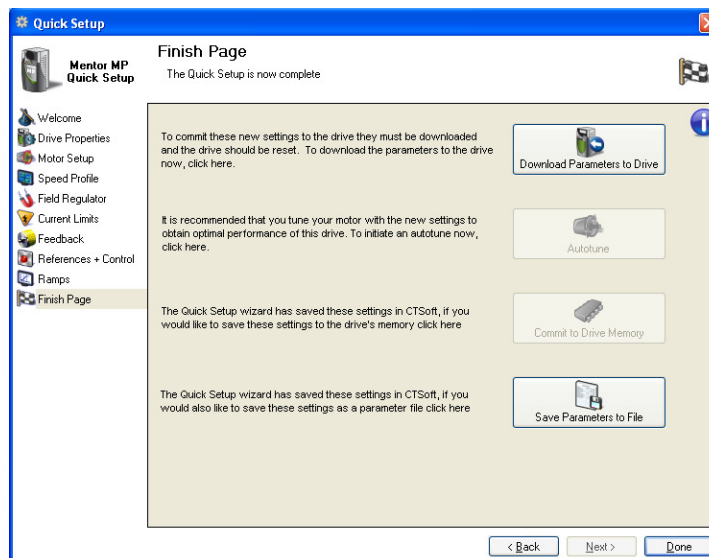 Quick Setup
Mentor MP
Quick Setup
Finish Page
The Quick Setup is now complete
Welcome
Drive Properties
Motor Setup
Speed Profile
Field Regulator
Current Limits
Feedback
References + Control
Ramps
Finish Page
To commit these new settings to the drive they must be downloaded
and the drive should be reset. To download the parameters to the drive
now, click here.
Download Parameters to Drive
It is recommended that you tune your motor with the new settings to
obtain optimal performance of this drive. To initiate an autotune now,
click here.
Autotune
The Quick Setup wizard has saved these settings in CTSoft, if you
would like to save these settings to the drive's memory click here
Commit to Drive Memory
The Quick Setup wizard has saved these settings in CTSoft, if you
would also like to save these settings as a parameter file click here
Save Parameters to File
< Back
Next >
Done